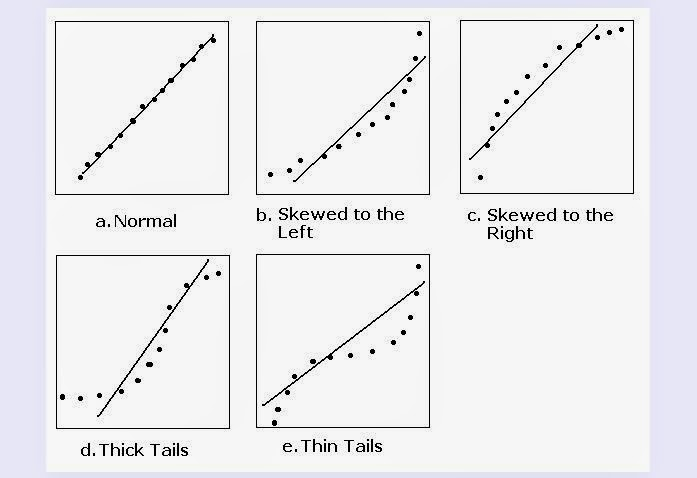 a. Normal
b. Skewed to the
Left
c. Skewed to the
Right
d. Thick Tails
e. Thin Tails